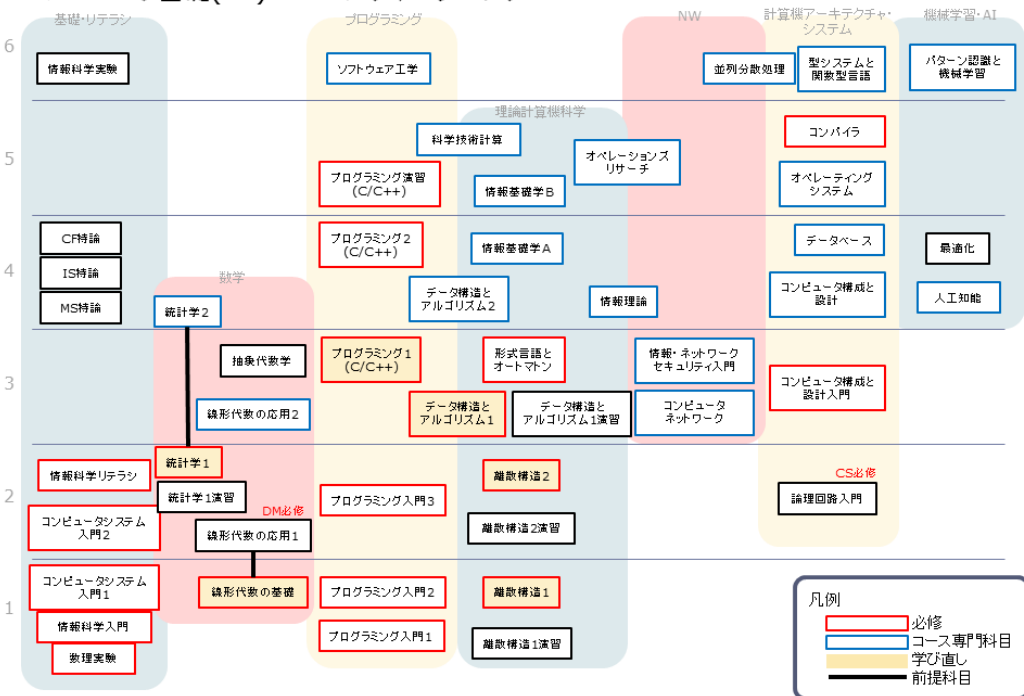 基礎・リテラシ
プログラミング
NW
計算機アーキテクチャ・
システム
機械学習・AI
6
情報科学実験
ソフトウェア工学
並列分散処理
型システムと
関数型言語
パターン認識と
機械学習
理論計算機科学
5
科学技術計算
オペレーションズ
リサーチ
コンパイラ
プログラミング演習
(C/C++)
情報基礎学B
オペレーティング
システム
4
CF特論
IS特論
MS特論
プログラミング2
(C/C++)
情報基礎学A
データベース
最適化
数学
統計学2
データ構造と
アルゴリズム2
情報理論
コンピュータ構成と
設計
人工知能
3
抽象代数学
プログラミング1
(C/C++)
形式言語と
オートマトン
情報・ネットワーク
セキュリティ入門
コンピュータ構成と
設計入門
線形代数の応用2
データ構造と
アルゴリズム1
データ構造と
アルゴリズム1演習
コンピュータ
ネットワーク
2
情報科学リテラシ
統計学1
統計学1演習
離散構造2
CS必修
論理回路入門
コンピュータシステム
入門2
DM必修
線形代数の応用1
プログラミング入門3
離散構造2演習
1
コンピュータシステム
入門1
線形代数の基礎
プログラミング入門2
離散構造1
情報科学入門
数理実験
プログラミング入門1
離散構造1演習
凡例
必修
コース専門科目
学び直し
前提科目